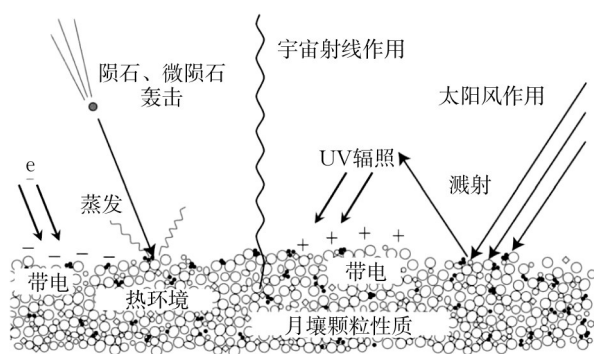 陨石、微陨石
轰击
宇宙射线作用
太阳风作用
e
UV辐照
溅射
蒸发
带电
带电
热环境
月壤颗粒性质